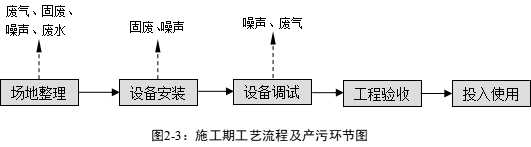 废气、固废、
噪声、废水
固废、噪声
噪声、废气
场地整理
设备安装
设备调试
工程验收
投入使用
图2-3：施工期工艺流程及产污环节图